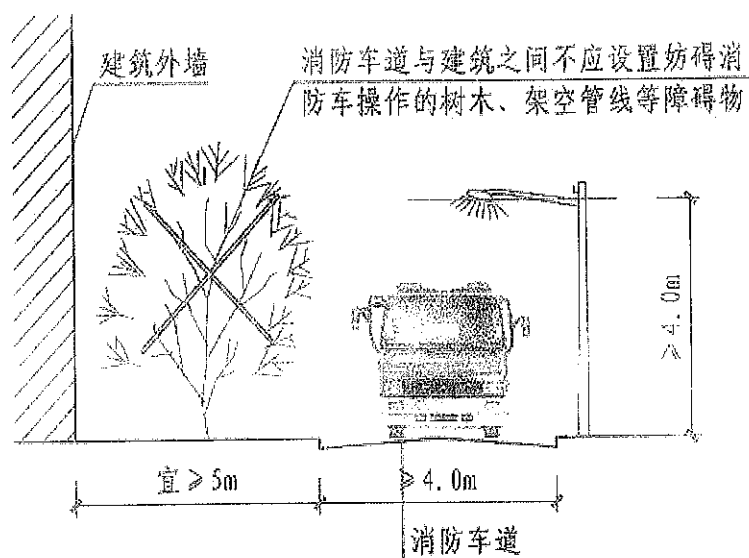 建筑外墙
消防车道与建筑之间不应设置妨碍消
防车操作的树木、架空管线等障碍物
≥4.0m
宜≥5m
≥4.0m
消防车道